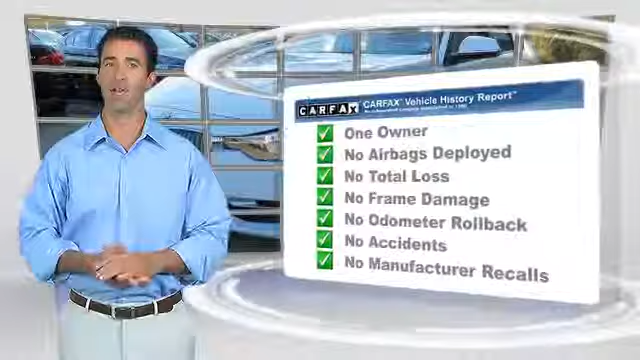 CARFAX CARFAX™ Vehicle History Report™
One Owner
No Airbags Deployed
No Total Loss
No Frame Damage
No Odometer Rollback
No Accidents
No Manufacturer Recalls